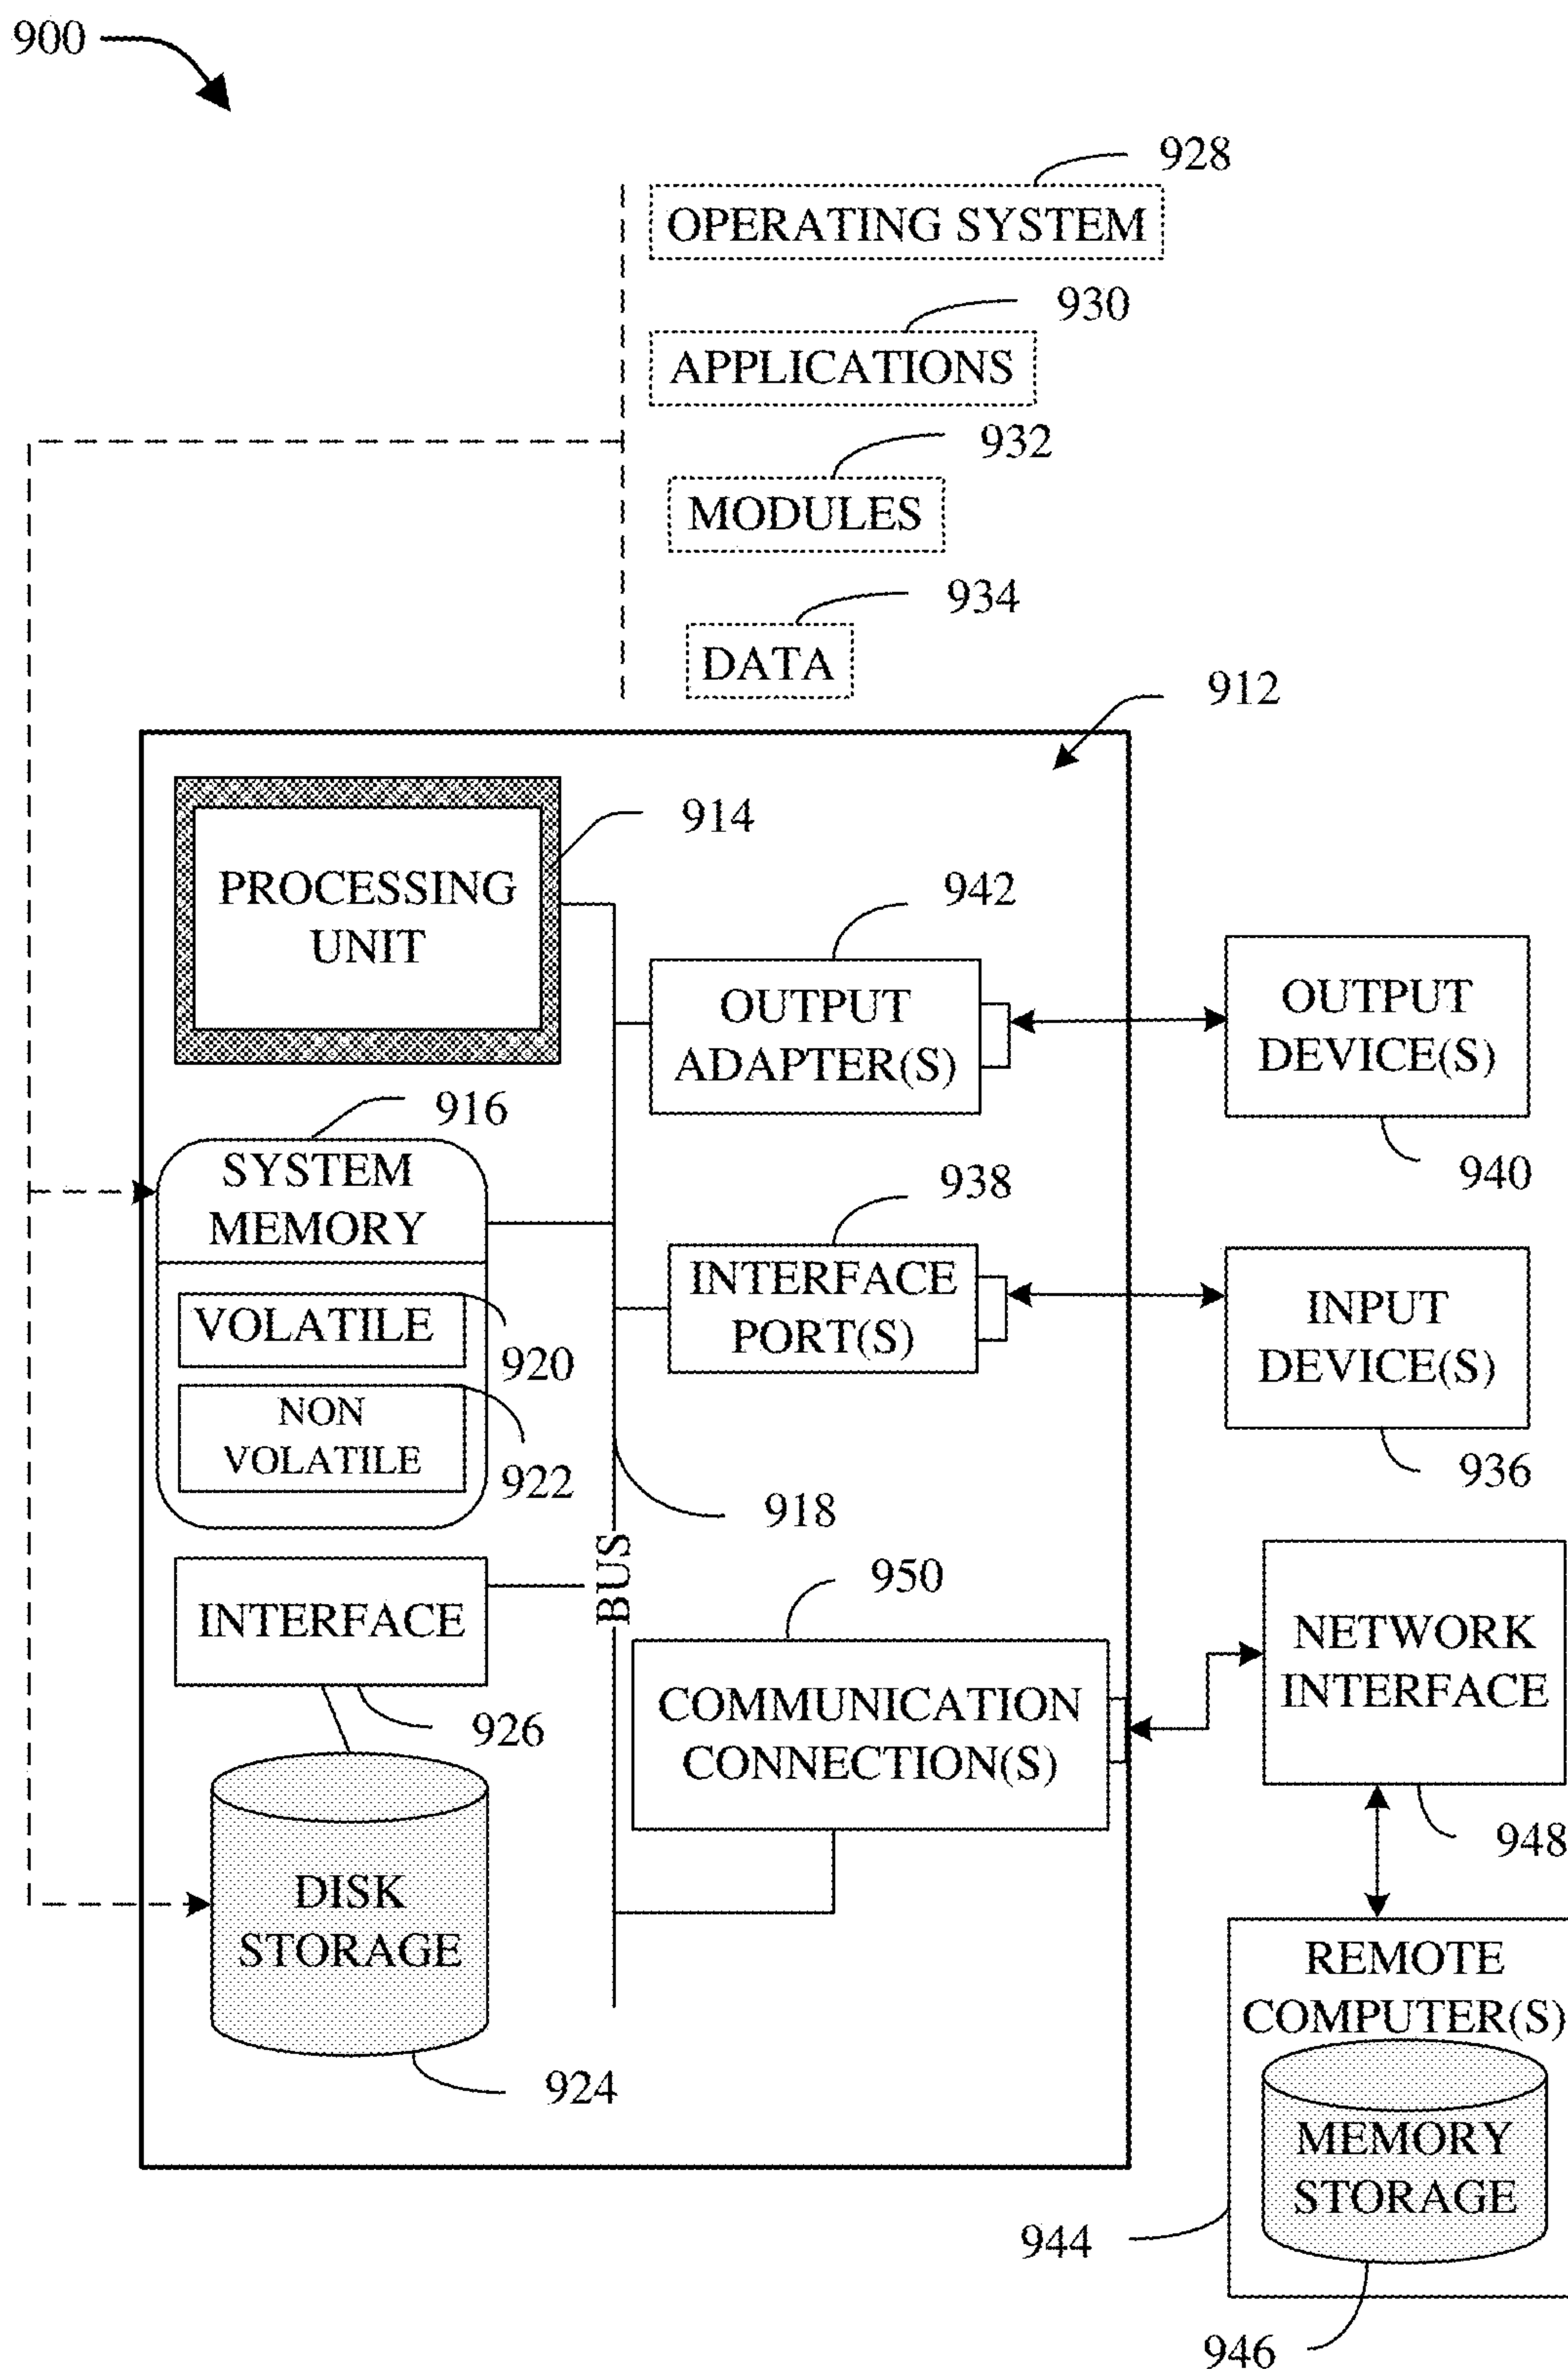 900
928
OPERATING SYSTEM
930
APPLICATIONS
932
MODULES
934
DATA
912
914
PROCESSING
UNIT
942
OUTPUT
ADAPTER(S)
OUTPUT
DEVICE(S)
940
916
SYSTEM
MEMORY
938
INTERFACE
PORT(S)
INPUT
DEVICE(S)
936
VOLATILE
920
NON
VOLATILE
922
918
BUS
INTERFACE
926
950
COMMUNICATION
CONNECTION(S)
NETWORK
INTERFACE
948
DISK
STORAGE
924
REMOTE
COMPUTER(S)
MEMORY
STORAGE
944
946